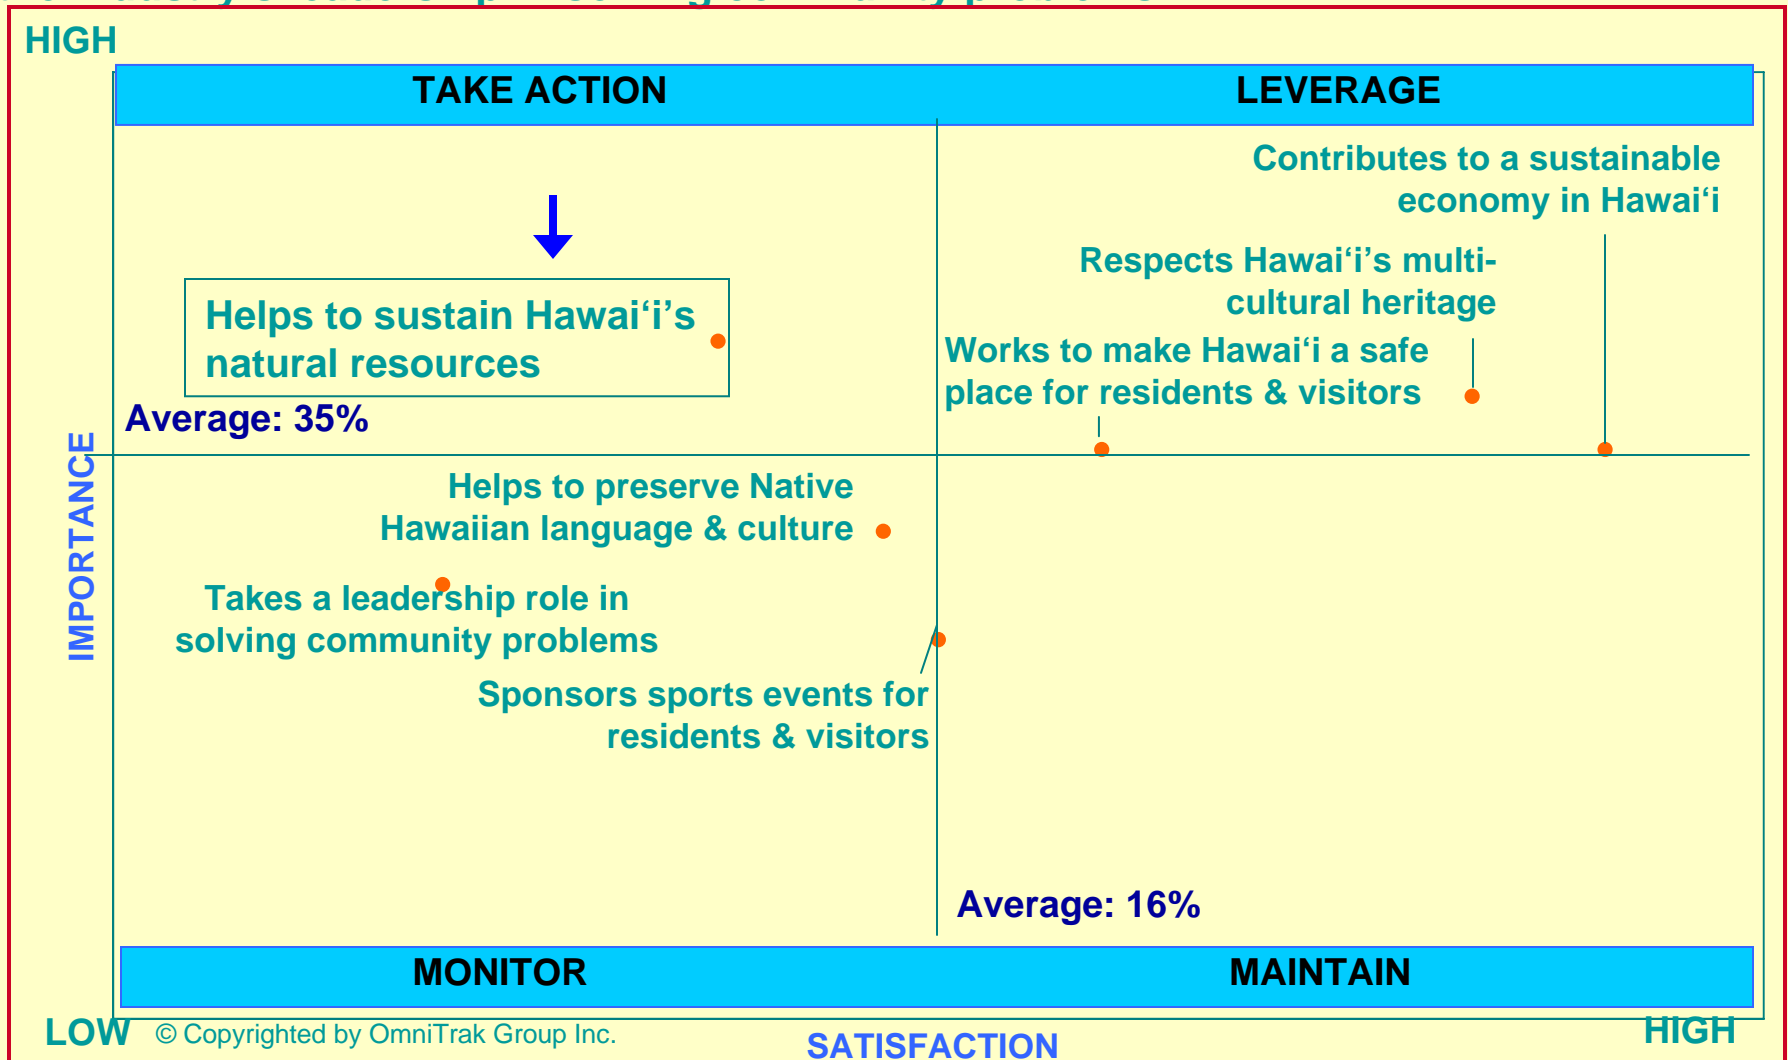 HIGH
TAKE ACTION
LEVERAGE
Contributes to a sustainable
economy in Hawai‘i
Respects Hawai‘i’s multi-
cultural heritage
Helps to sustain Hawai‘i’s
natural resources
Works to make Hawai‘i a safe
place for residents & visitors
Average: 35%
IMPORTANCE
Helps to preserve Native
Hawaiian language & culture
Takes a leadership role in
solving community problems
Sponsors sports events for
residents & visitors
Average: 16%
MONITOR
MAINTAIN
LOW
© Copyrighted by OmniTrak Group Inc.
SATISFACTION
HIGH